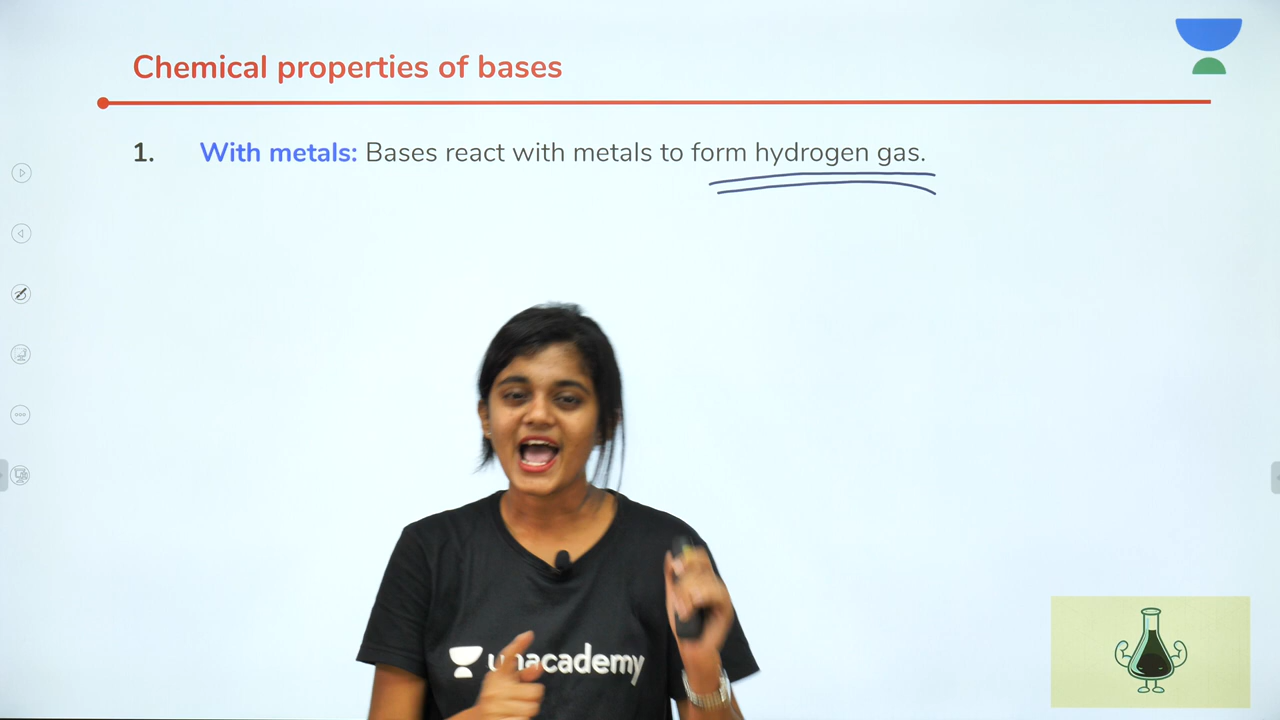 Chemical properties of bases
1. With metals: Bases react with metals to form hydrogen gas.
unacademy